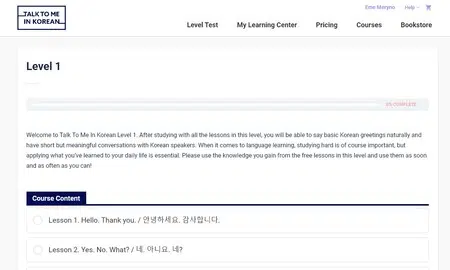 TALK TO ME
IN KOREAN
Help
Level Test
My Learning Center
Pricing
Courses
Bookstore
Level 1
0% COMPLETE
Welcome to Talk To Me In Korean Level 1. After studying with all the lessons in this level, you will be able to say basic Korean greetings naturally and
have short but meaningful conversations with Korean speakers. When it comes to language learning, studying hard is of course important, but
applying what you've learned to your daily life is essential. Please use the knowledge you gain from the free lessons in this level and use them as soon
and as often as you can!
Course Content
Lesson 1. Hello. Thank you. / 안녕하세요. 감사합니다.
Lesson 2. Yes. No. What? / 네. 아니요. 네?